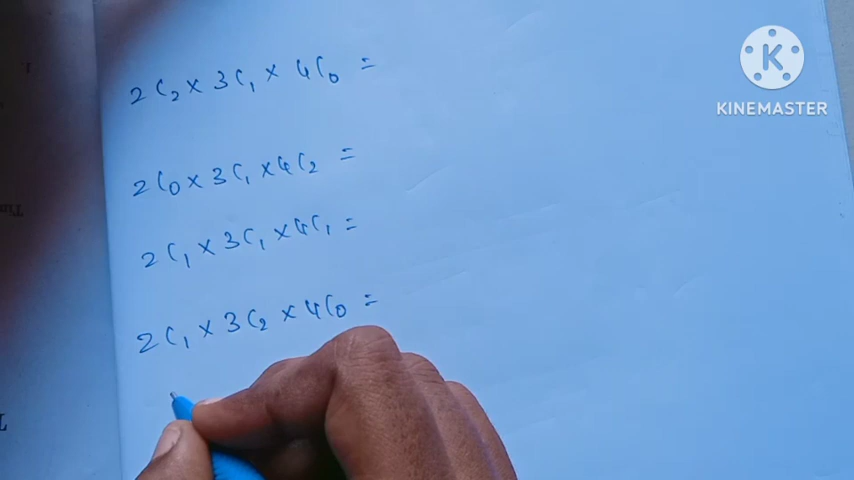 2C₂ × 3C₁ × 4C₀ =
KINEMASTER
2C₀ × 3C₁ × 4C₂ =
2C₁ × 3C₁ × 4C₁ =
2C₁ × 3C₂ × 4C₀ =